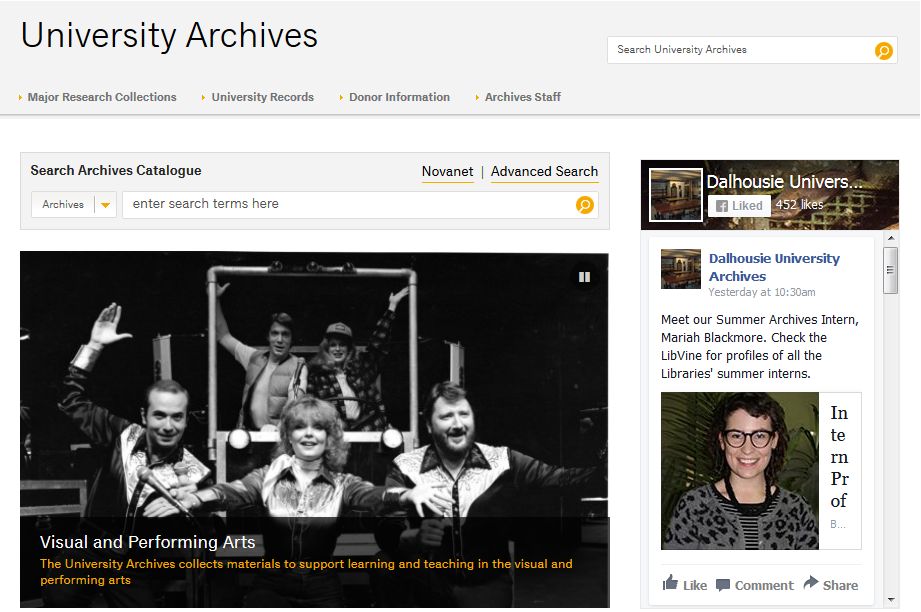 University Archives
Search University Archives
Major Research Collections
University Records
Donor Information
Archives Staff
Search Archives Catalogue
Novanet | Advanced Search
Archives
enter search terms here
Visual and Performing Arts
The University Archives collects materials to support learning and teaching in the visual and
performing arts
Dalhousie Univers...
Liked
452 likes
Dalhousie University
Archives
Yesterday at 10:30am
Meet our Summer Archives Intern,
Mariah Blackmore. Check the
LibVine for profiles of all the
Libraries' summer interns.
In
te
rn
Pr
of
B...
Like
Comment
Share